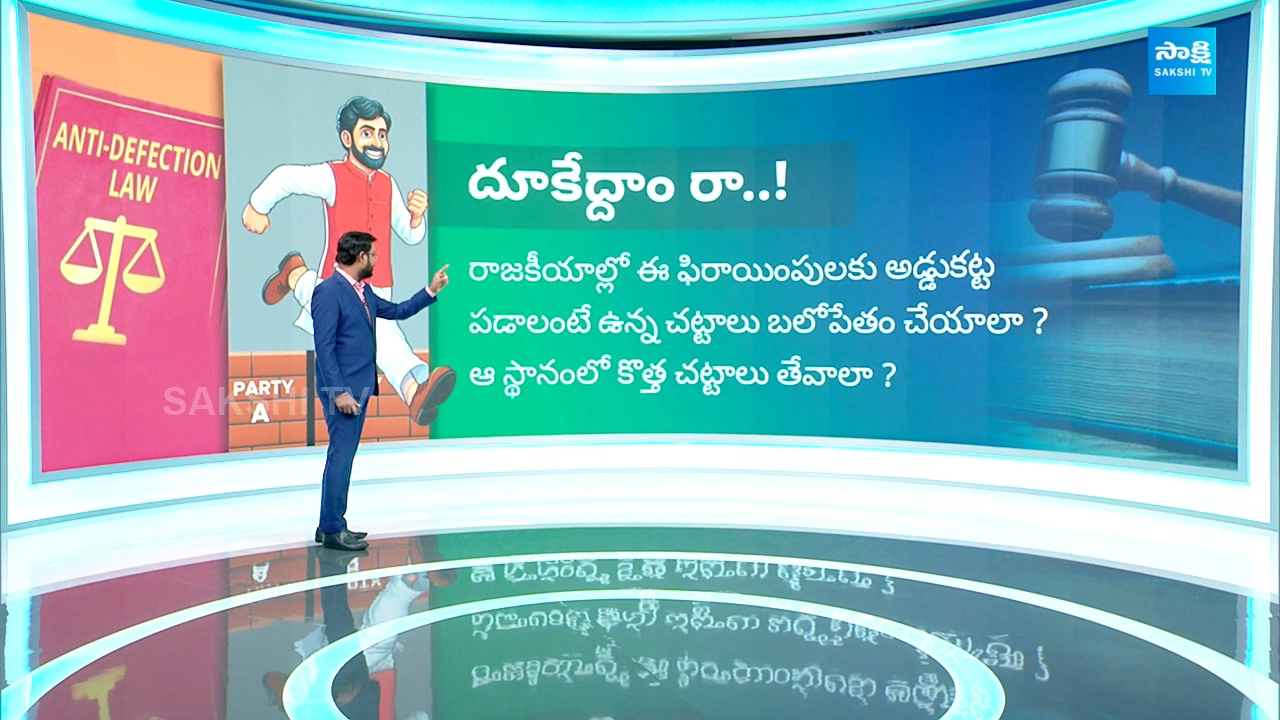 సాక్షి
SAKSHI TV
ANTI-DEFECTION
LAW
దూకేద్దాం రా..!
రాజకీయాల్లో ఈ ఫిరాయింపులకు అడ్డుకట్ట
పడాలంటే ఉన్న చట్టాలు బలోపేతం చేయాలా ?
ఆ స్థానంలో కొత్త చట్టాలు తేవాలా ?
PARTY
A
SAKSHI TV